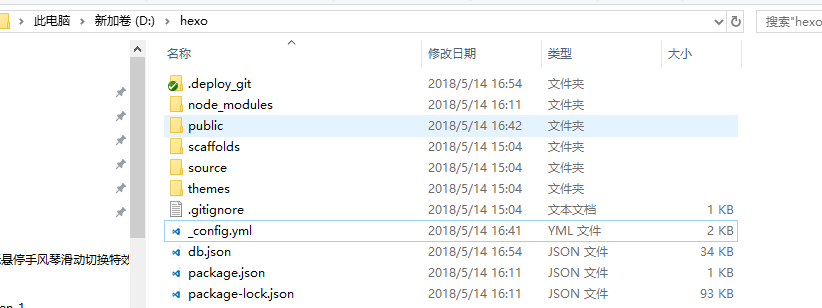 此电脑 > 新加卷 (D:) > hexo 搜索"hexo
名称 修改日期 类型 大小
.deploy_git 2018/5/14 16:54 文件夹
node_modules 2018/5/14 16:11 文件夹
public 2018/5/14 16:42 文件夹
scaffolds 2018/5/14 15:04 文件夹
source 2018/5/14 15:04 文件夹
themes 2018/5/14 15:04 文件夹
.gitignore 2018/5/14 15:04 文本文档 1 KB
_config.yml 2018/5/14 16:41 YML 文件 2 KB
悬停手风琴滑动切换特效 db.json 2018/5/14 16:54 JSON 文件 34 KB
package.json 2018/5/14 16:11 JSON 文件 1 KB
package-lock.json 2018/5/14 16:11 JSON 文件 93 KB